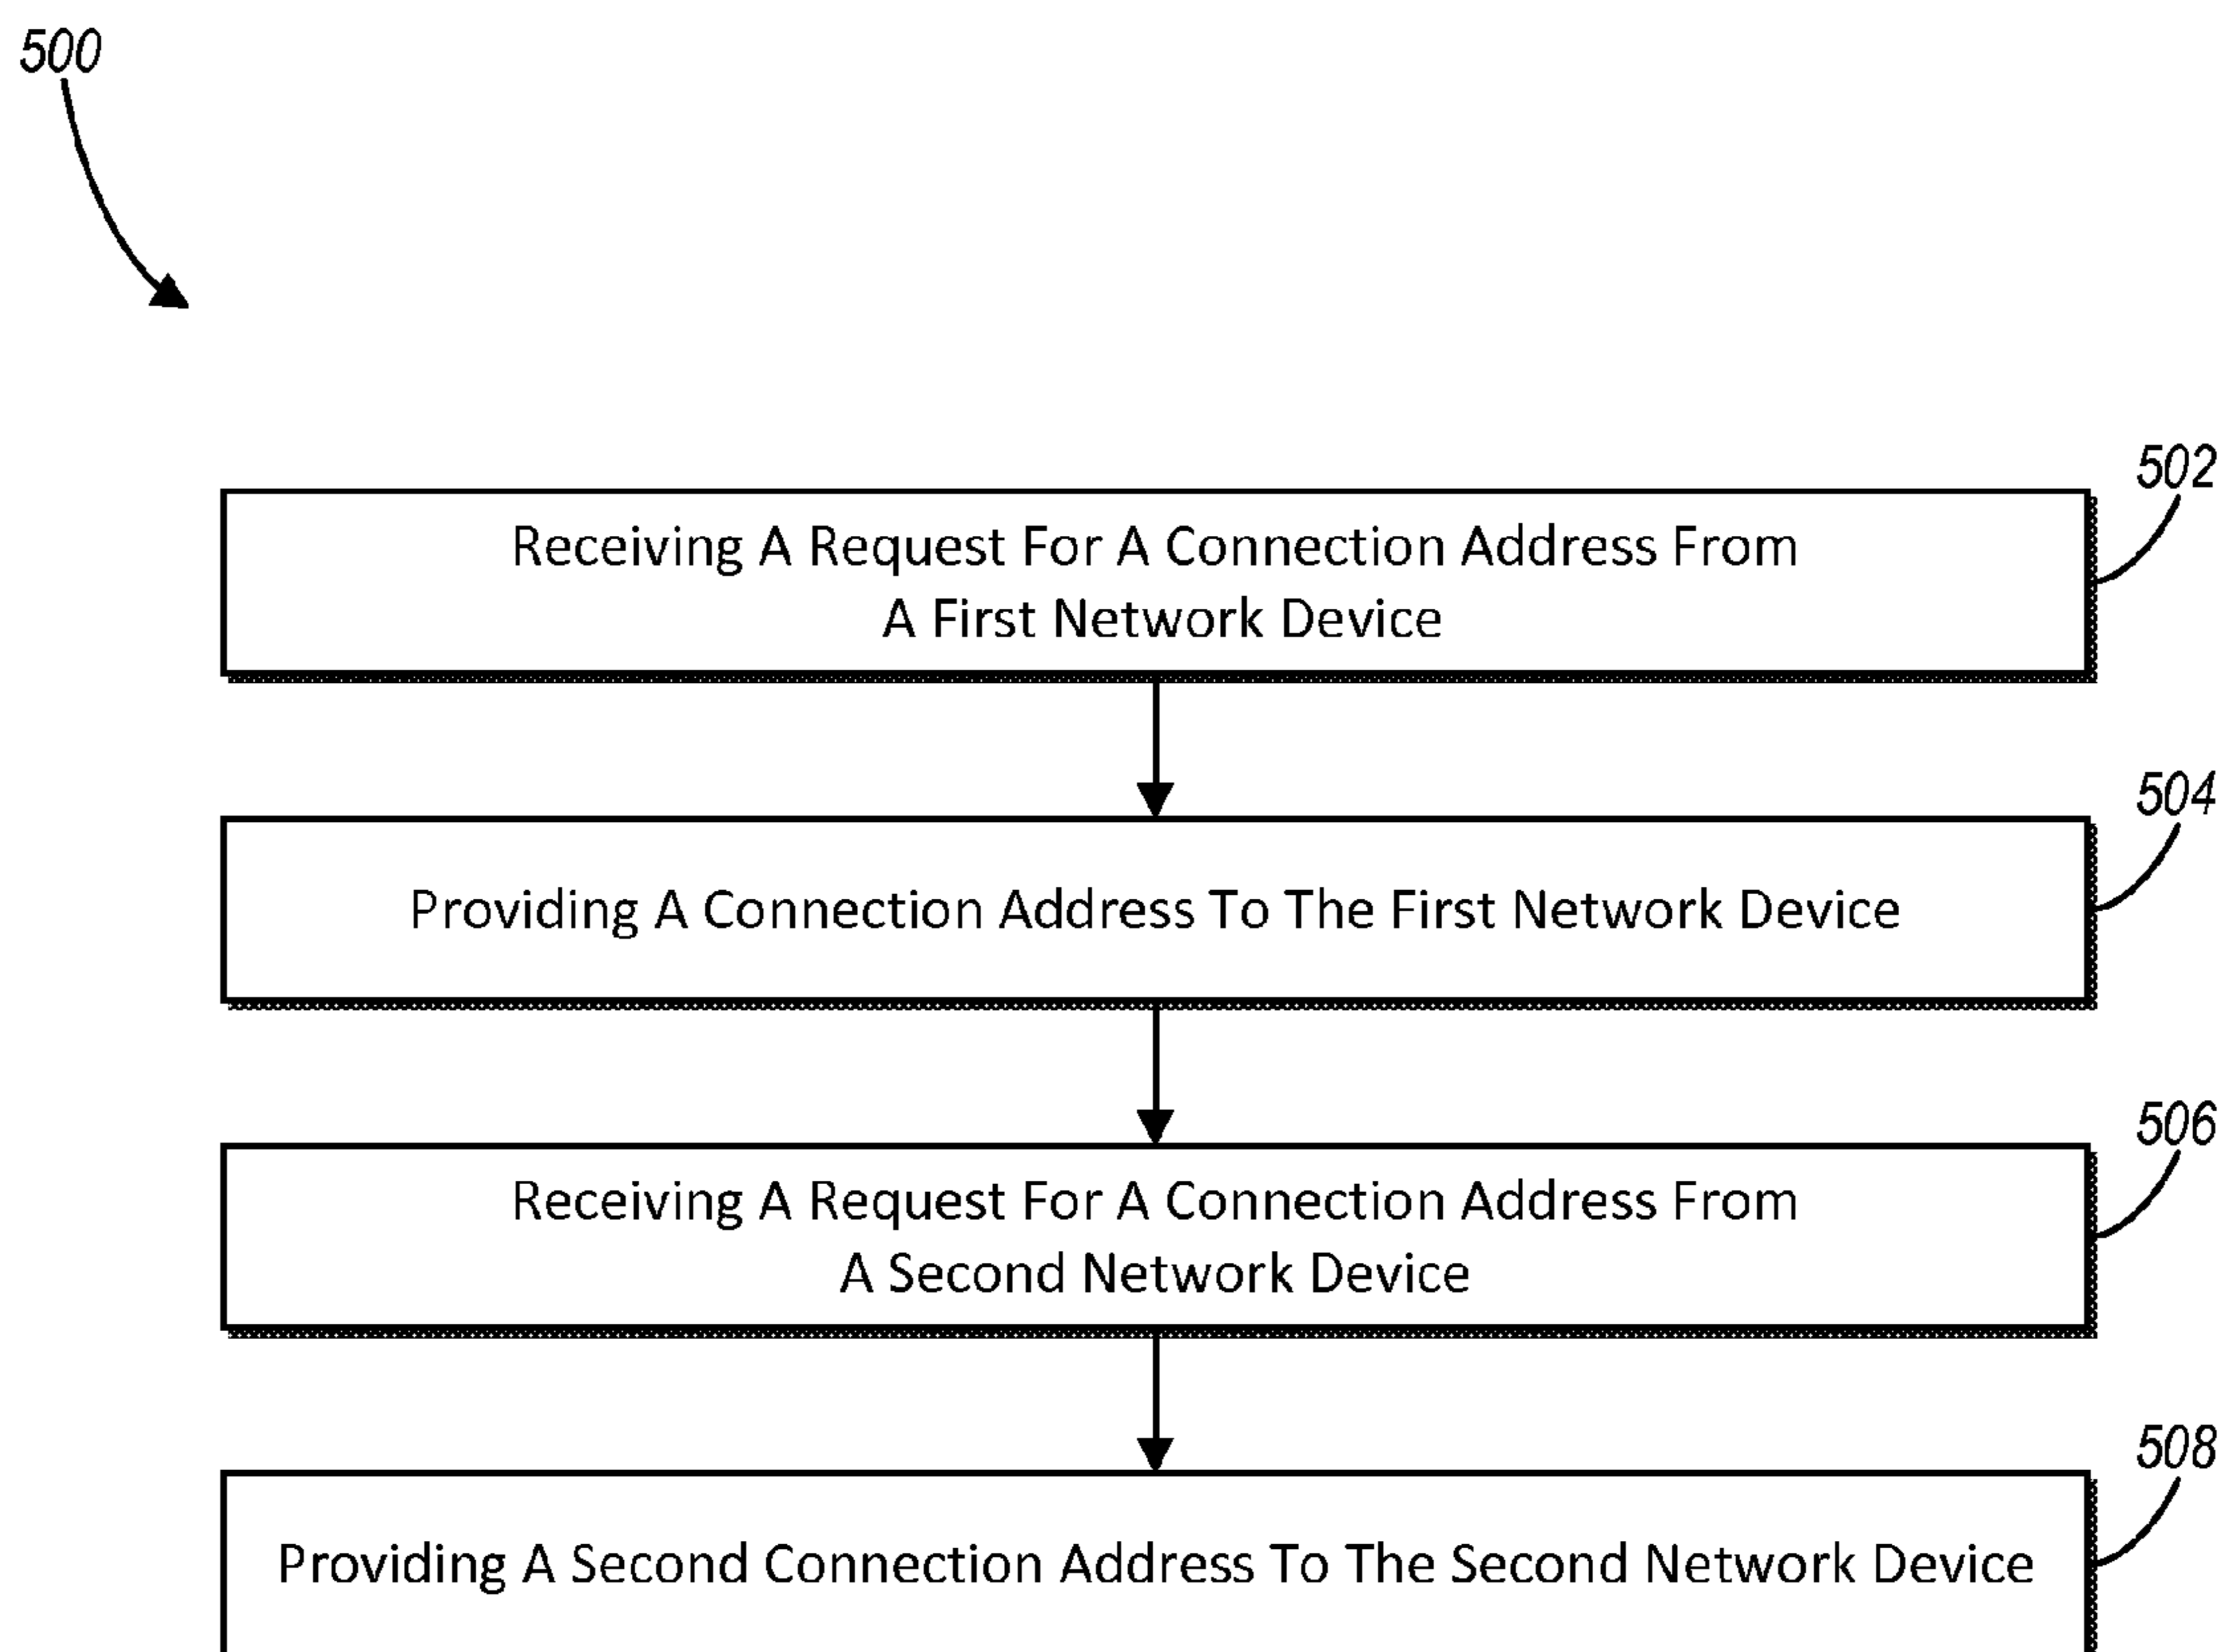 500
502
Receiving A Request For A Connection Address From
A First Network Device
504
Providing A Connection Address To The First Network Device
506
Receiving A Request For A Connection Address From
A Second Network Device
508
Providing A Second Connection Address To The Second Network Device